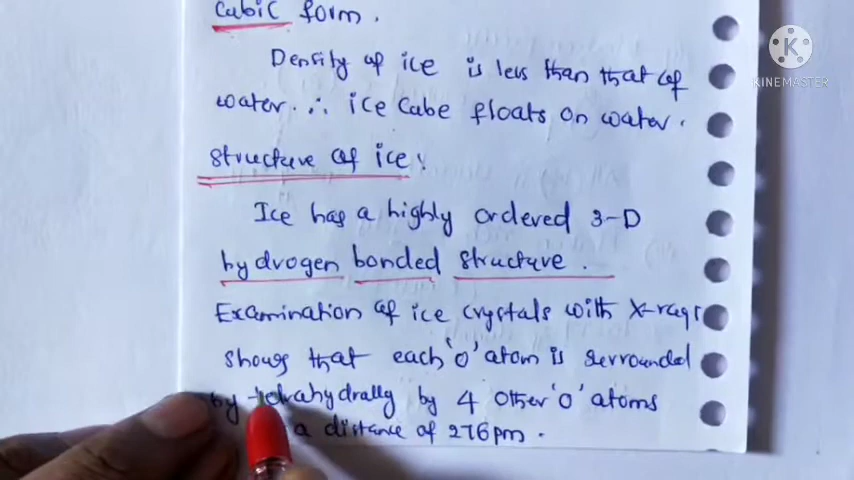 cubic form.
KINEMASTER
Density of ice is less than that of
water. ∴ ice cube floats on water.
Structure of ice:
Ice has a highly ordered 3-D
hydrogen bonded structure.
Examination of ice crystals with X-rays
shows that each 'O' atom is surrounded
by tetrahydrally by 4 other 'O' atoms
a distance of 276pm.